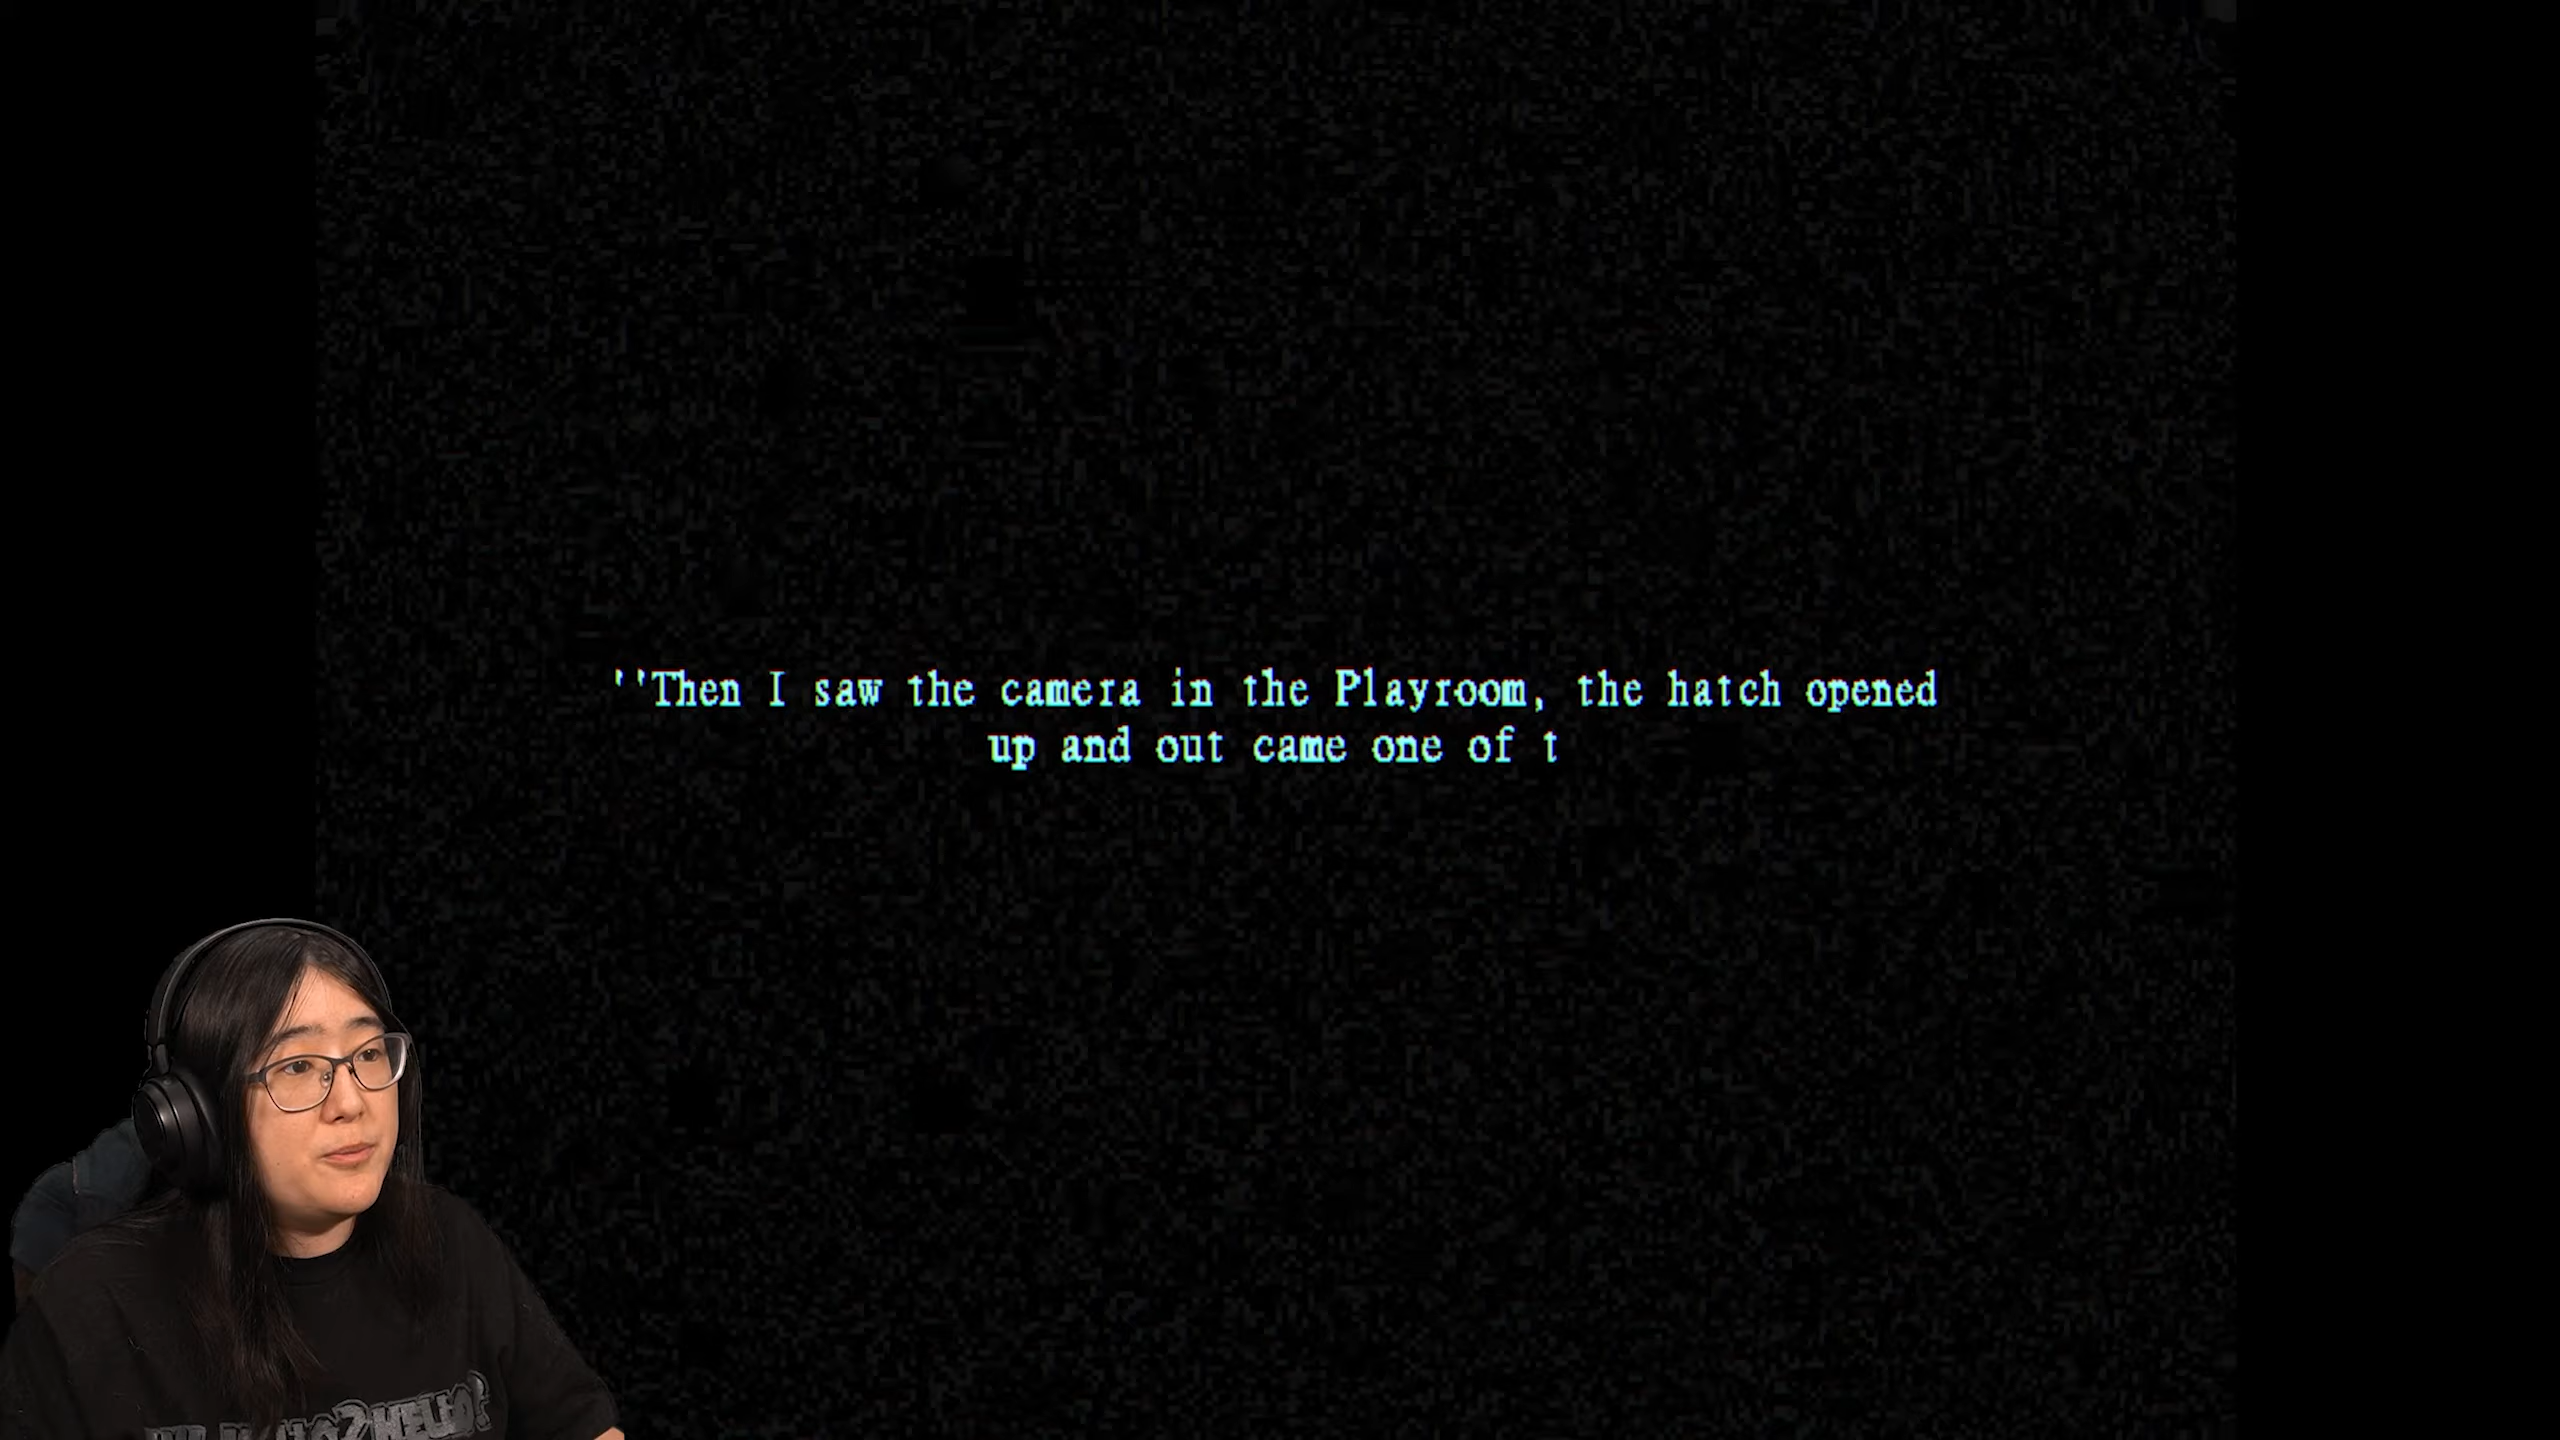 ''Then I saw the camera in the Playroom, the hatch opened
up and out came one of t